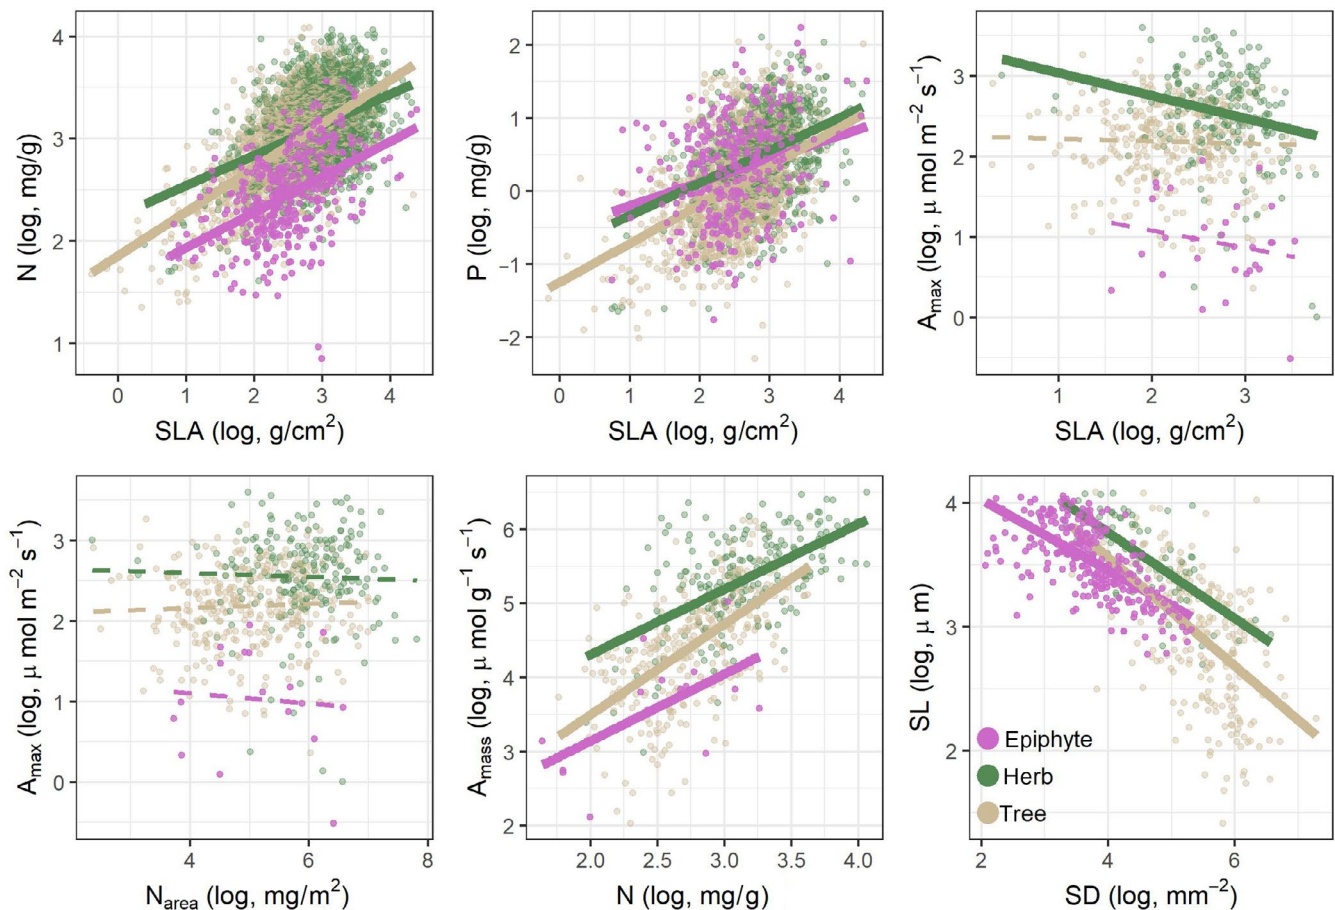 N (log, mg/g)
4
3
2
1
0 1 2 3 4
SLA (log, g/cm²)
P (log, mg/g)
2
1
0
−1
−2
0 1 2 3 4
SLA (log, g/cm²)
Amax (log, μ mol m⁻² s⁻¹)
3
2
1
0
1 2 3
SLA (log, g/cm²)
Amax (log, μ mol m⁻² s⁻¹)
3
2
1
0
4 6 8
Narea (log, mg/m²)
Amass (log, μ mol g⁻¹ s⁻¹)
6
5
4
3
2
2.0 2.5 3.0 3.5 4.0
N (log, mg/g)
SL (log, μ m)
4
3
2
Epiphyte
Herb
Tree
2 4 6
SD (log, mm⁻²)